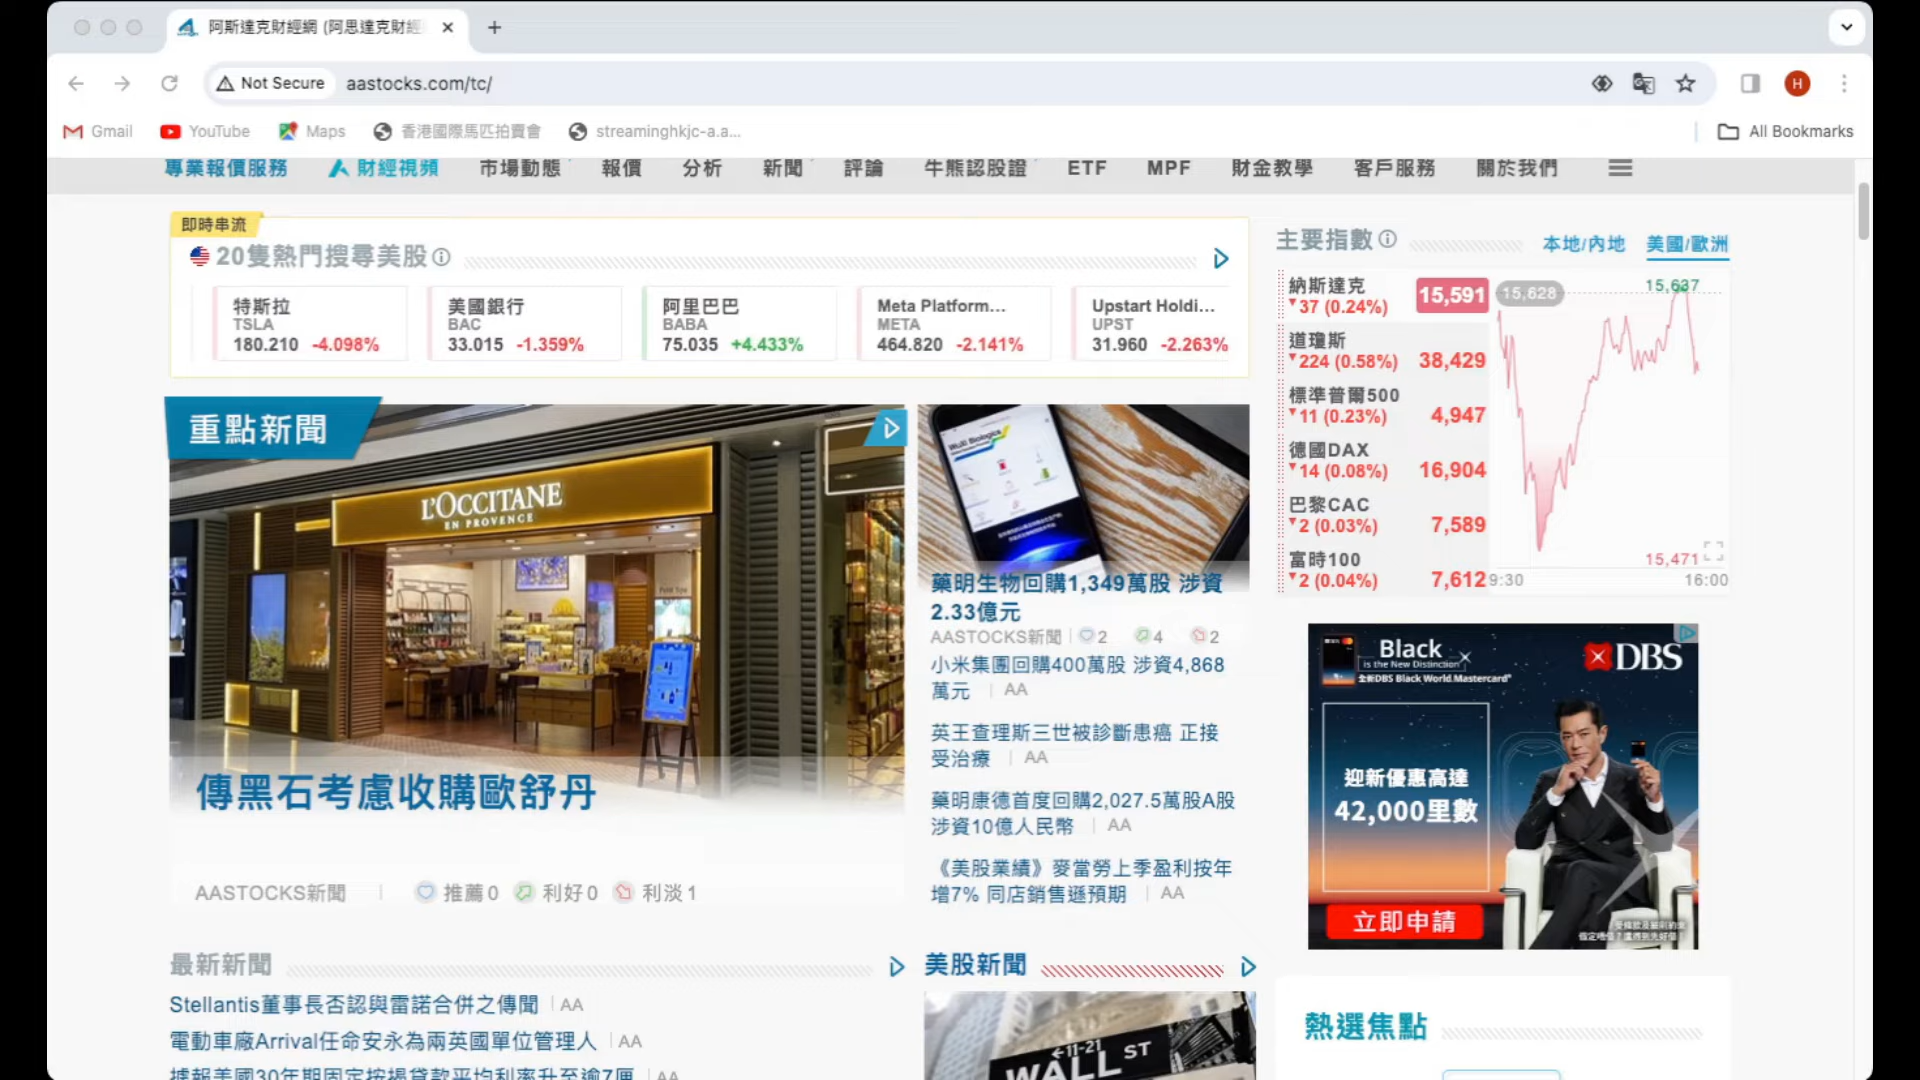 阿斯達克財經網 (阿思達克財經
Not Secure
aastocks.com/tc/
H
Gmail
YouTube
Maps
香港國際馬匹拍賣會
streaminghkjc-a.a...
All Bookmarks
專業報價服務
財經視頻
市場動態
報價
分析
新聞
評論
牛熊認股證
ETF
MPF
財金教學
客戶服務
關於我們
即時串流
20隻熱門搜尋美股
特斯拉
TSLA
180.210 -4.098%
美國銀行
BAC
33.015 -1.359%
阿里巴巴
BABA
75.035 +4.433%
Meta Platform...
META
464.820 -2.141%
Upstart Holdi...
UPST
31.960 -2.263%
主要指數
本地/內地
美國/歐洲
納斯達克
37 (0.24%)
15,591
道瓊斯
224 (0.58%)
38,429
標準普爾500
11 (0.23%)
4,947
德國DAX
14 (0.08%)
16,904
巴黎CAC
2 (0.03%)
7,589
富時100
2 (0.04%)
7,612
15,628
15,637
15,471
9:30
16:00
重點新聞
L'OCCITANE
EN PROVENCE
傳黑石考慮收購歐舒丹
AASTOCKS新聞
推薦0
利好0
利淡1
WuXi Biologics
藥明生物回購1,349萬股 涉資
2.33億元
AASTOCKS新聞
2
4
2
小米集團回購400萬股 涉資4,868
萬元 | AA
英王查理斯三世被診斷患癌 正接
受治療 | AA
藥明康德首度回購2,027.5萬股A股
涉資10億人民幣 | AA
《美股業績》麥當勞上季盈利按年
增7% 同店銷售遜預期 | AA
Black
is the New Distinction
全新DBS Black World Mastercard®
DBS
迎新優惠高達
42,000里數
立即申請
最新新聞
Stellantis董事長否認與雷諾合併之傳聞 | AA
電動車廠Arrival任命安永為兩英國單位管理人 | AA
據報美國30年期固定按揭貸款平均利率升至逾7厘 | AA
美股新聞
11-21
WALL ST
熱選焦點